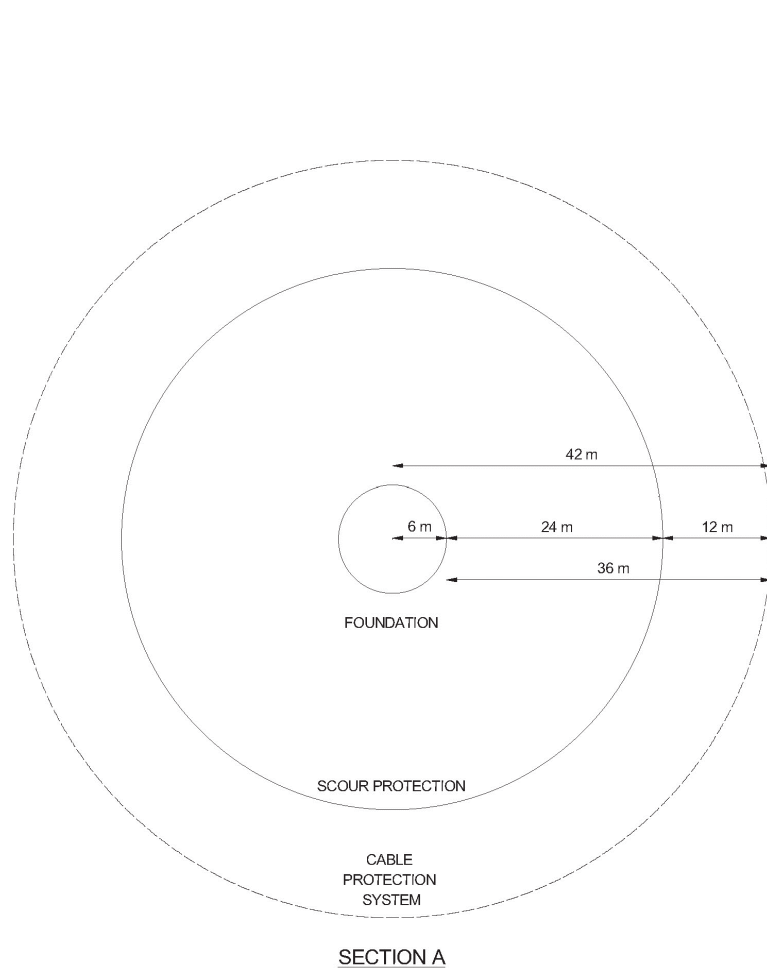 42 m
6 m
24 m
12 m
36 m
FOUNDATION
SCOUR PROTECTION
CABLE
PROTECTION
SYSTEM
SECTION A